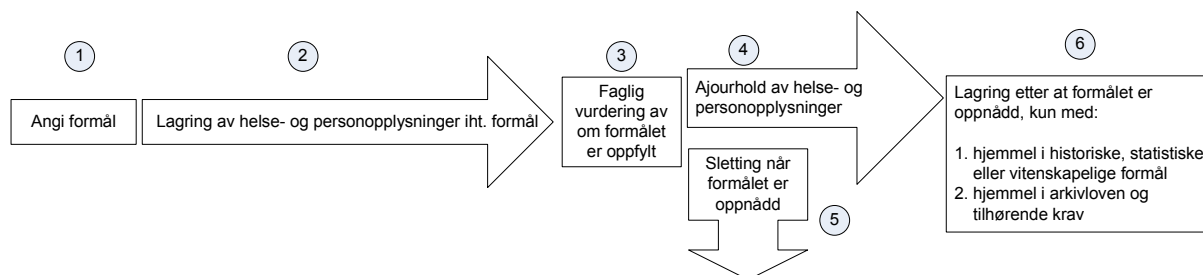 1
Angi formål
2
Lagring av helse- og personopplysninger iht. formål
3
Faglig
vurdering av
om formålet
er oppfylt
4
Ajourhold av helse- og
personopplysninger
Sletting når
formålet er
oppnådd
5
6
Lagring etter at formålet er
oppnådd, kun med:
1. hjemmel i historiske, statistiske
eller vitenskapelige formål
2. hjemmel i arkivloven og
tilhørende krav